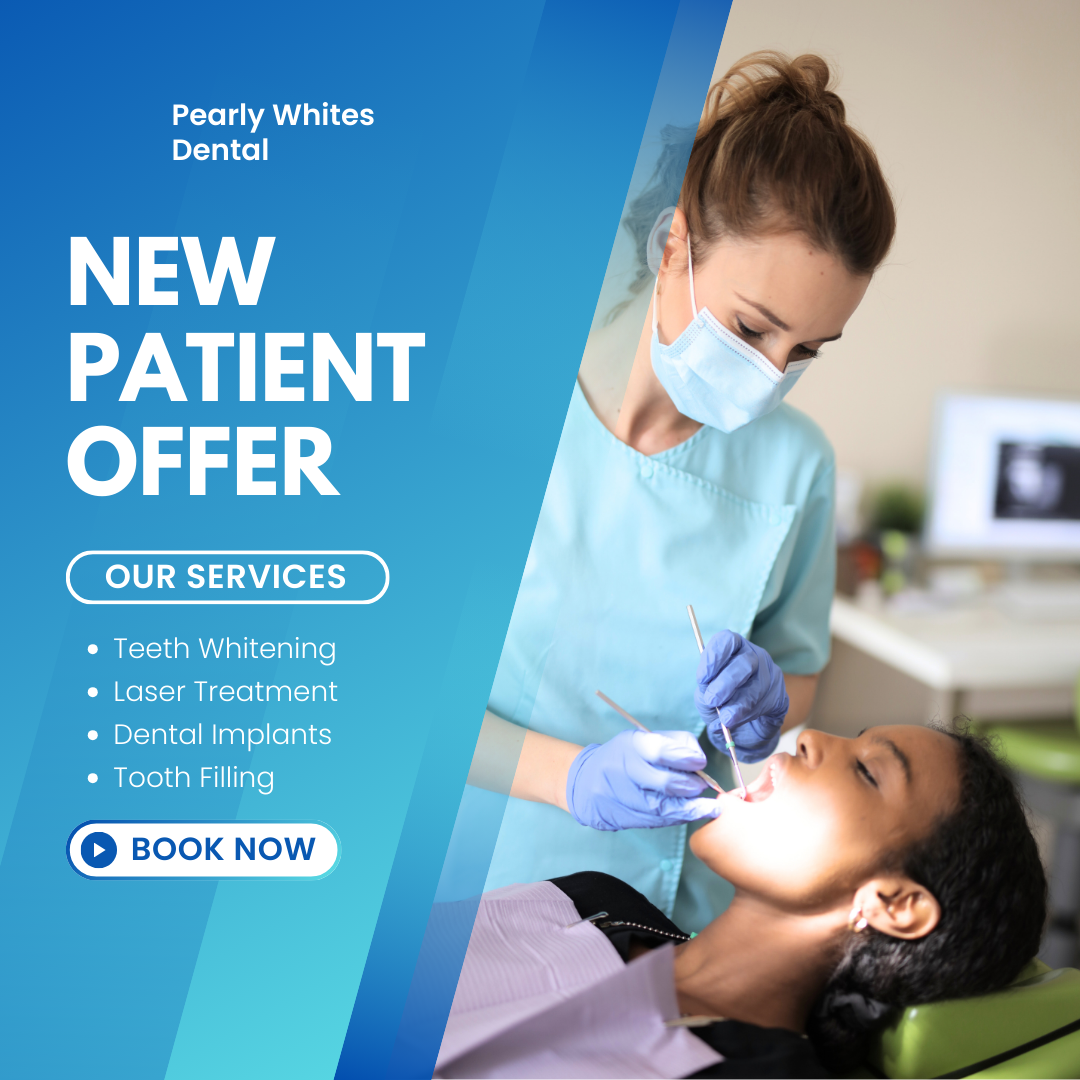 Pearly Whites
Dental
NEW
PATIENT
OFFER
OUR SERVICES
Teeth Whitening
Laser Treatment
Dental Implants
Tooth Filling
BOOK NOW